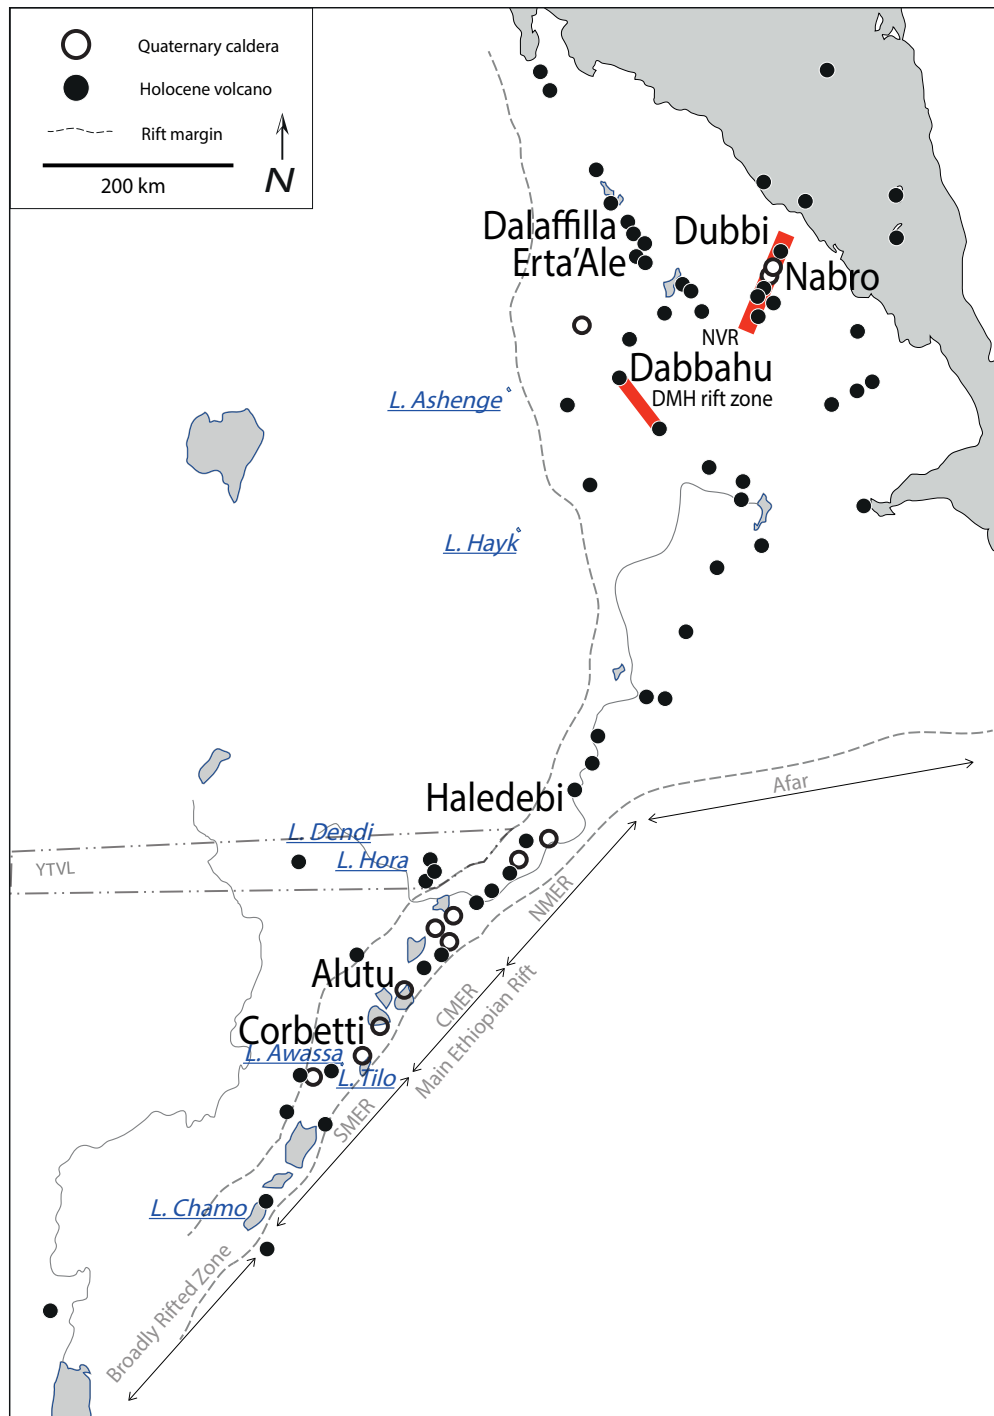 Quaternary caldera
Holocene volcano
Rift margin
200 km
N
Dalaffilla
Erta'Ale
Dubbi
Nabro
NVR
Dabbahu
DMH rift zone
L. Ashenge
L. Hayk
Haledebi
Afar
L. Dendi
L. Hora
YTVL
NMER
Alutu
CMER
Main Ethiopian Rift
Corbetti
L. Awassa
L. Tilo
SMER
L. Chamo
Broadly Rifted Zone